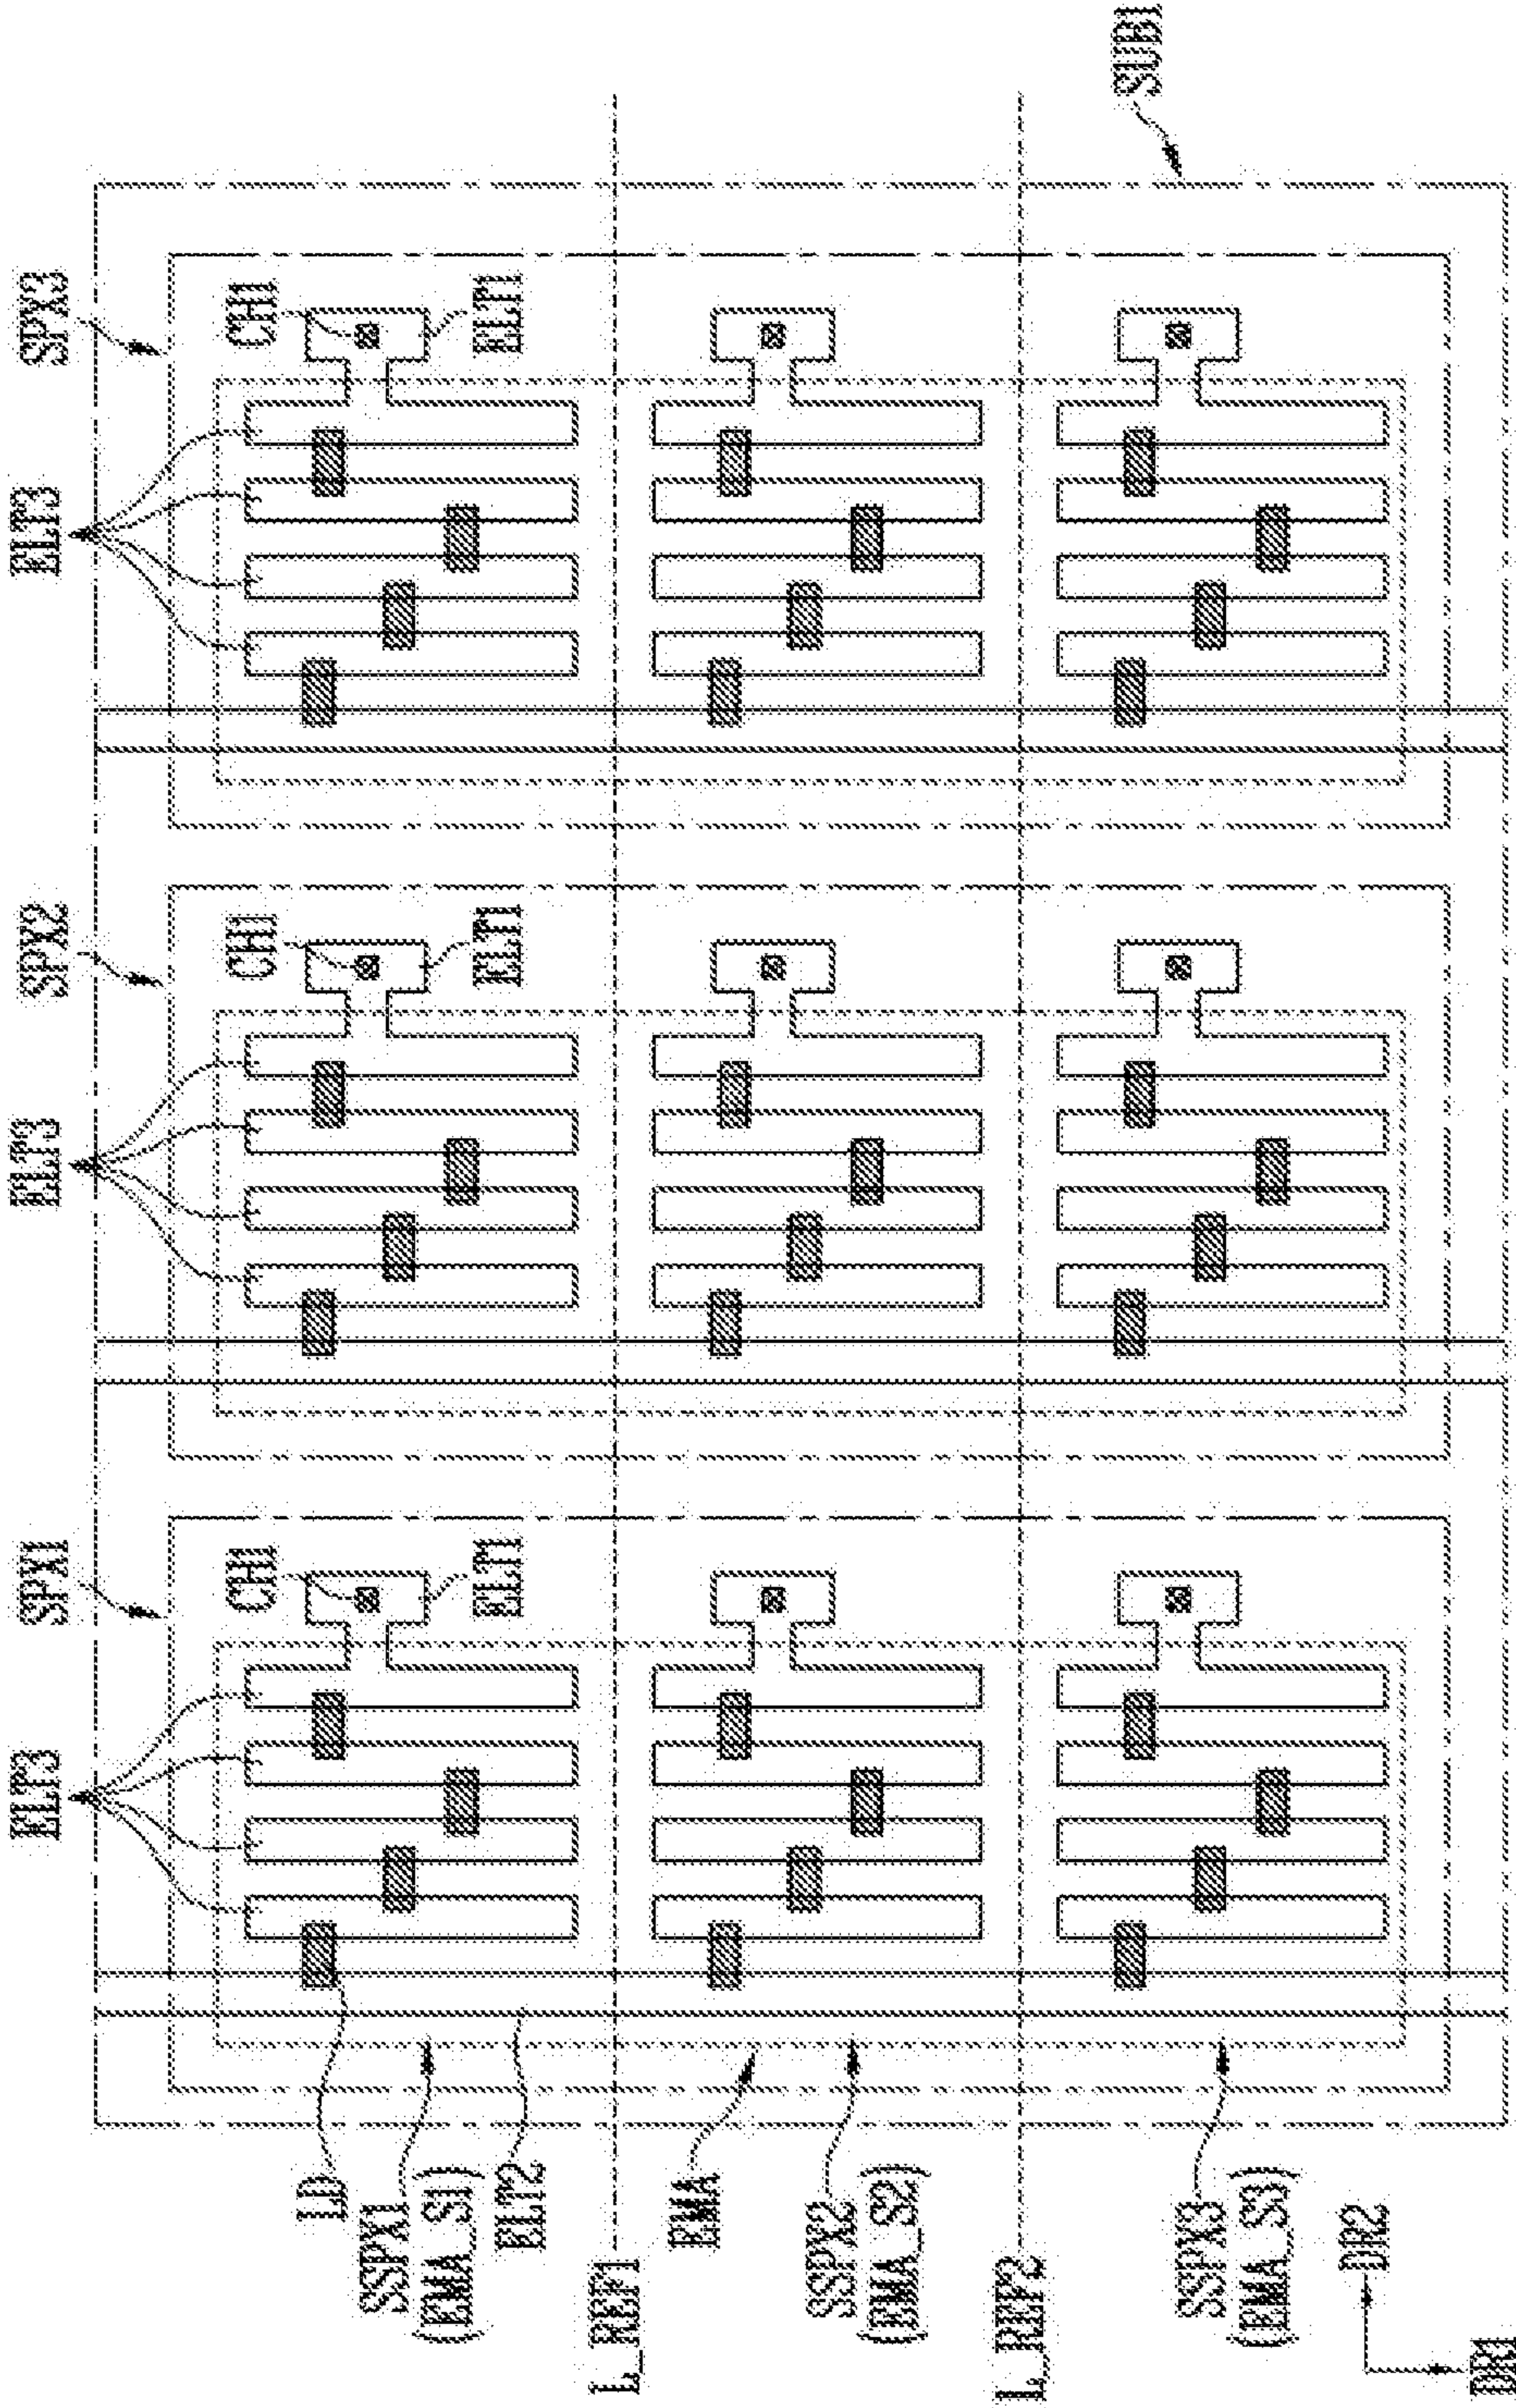 ELT3
ELT3
ELT3
SPX1
SPX2
SPX3
CH1
CH1
CH1
LD
SSPX1
(EMA_S1)
ELT1
ELT1
ELT1
ELT2
L_REF1
EMA
SSPX2
(EMA_S2)
L_REF2
SUB1
SSPX3
(EMA_S3)
DR2
DR1